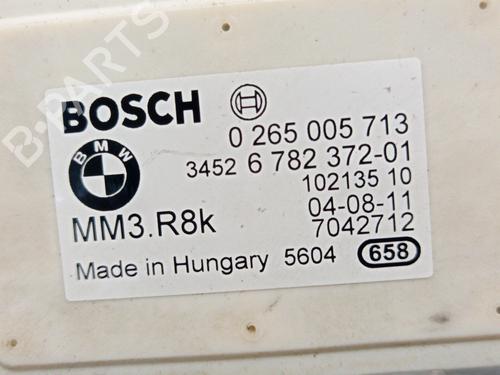 BOSCH
0 265 005 713
BMW
3452 6 782 372-01
102135 10
04-08-11
MM3.R8k
7042712
Made in Hungary 5604 658
B-PARTS